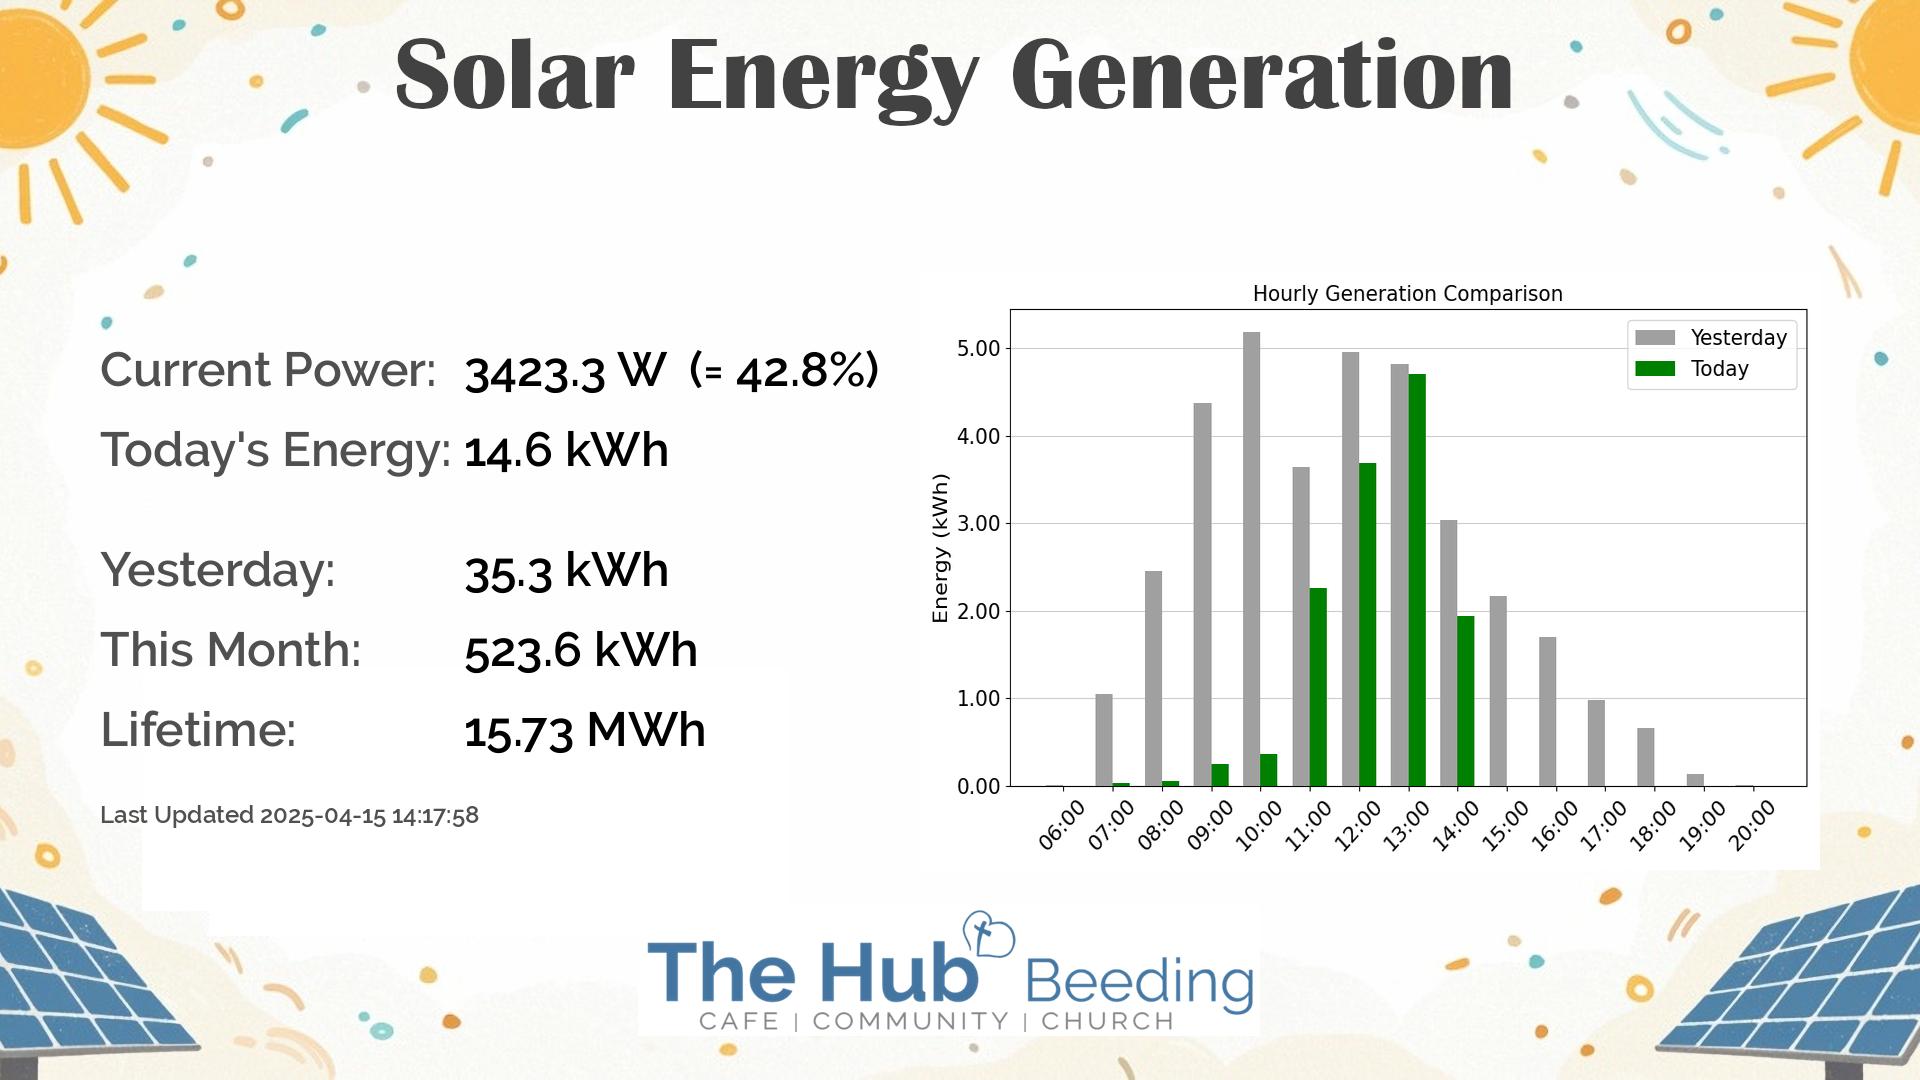 Solar Energy Generation
Current Power: 3423.3 W (= 42.8%)
Today's Energy: 14.6 kWh
Yesterday: 35.3 kWh
This Month: 523.6 kWh
Lifetime: 15.73 MWh
Last Updated 2025-04-15 14:17:58
Hourly Generation Comparison
Yesterday
Today
Energy (kWh)
5.00
4.00
3.00
2.00
1.00
0.00
06:00 07:00 08:00 09:00 10:00 11:00 12:00 13:00 14:00 15:00 16:00 17:00 18:00 19:00 20:00
The Hub Beeding
CAFE | COMMUNITY | CHURCH